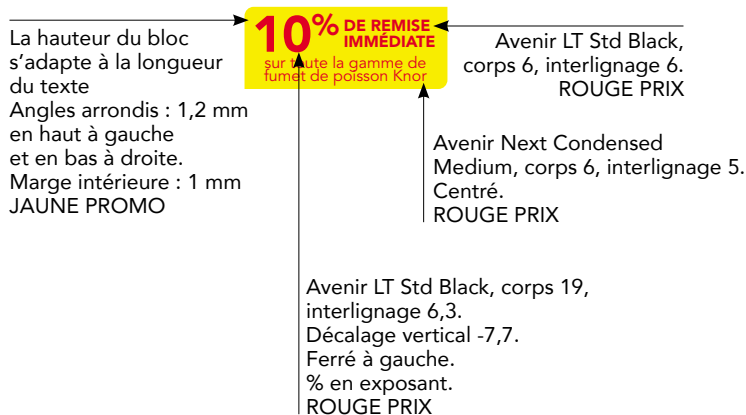 La hauteur du bloc
s’adapte à la longueur
du texte
Angles arrondis : 1,2 mm
en haut à gauche
et en bas à droite.
Marge intérieure : 1 mm
JAUNE PROMO
10% DE REMISE
IMMÉDIATE
sur toute la gamme de
fumet de poisson Knor
Avenir LT Std Black,
corps 6, interlignage 6.
ROUGE PRIX
Avenir Next Condensed
Medium, corps 6, interlignage 5.
Centré.
ROUGE PRIX
Avenir LT Std Black, corps 19,
interlignage 6,3.
Décalage vertical -7,7.
Ferré à gauche.
% en exposant.
ROUGE PRIX